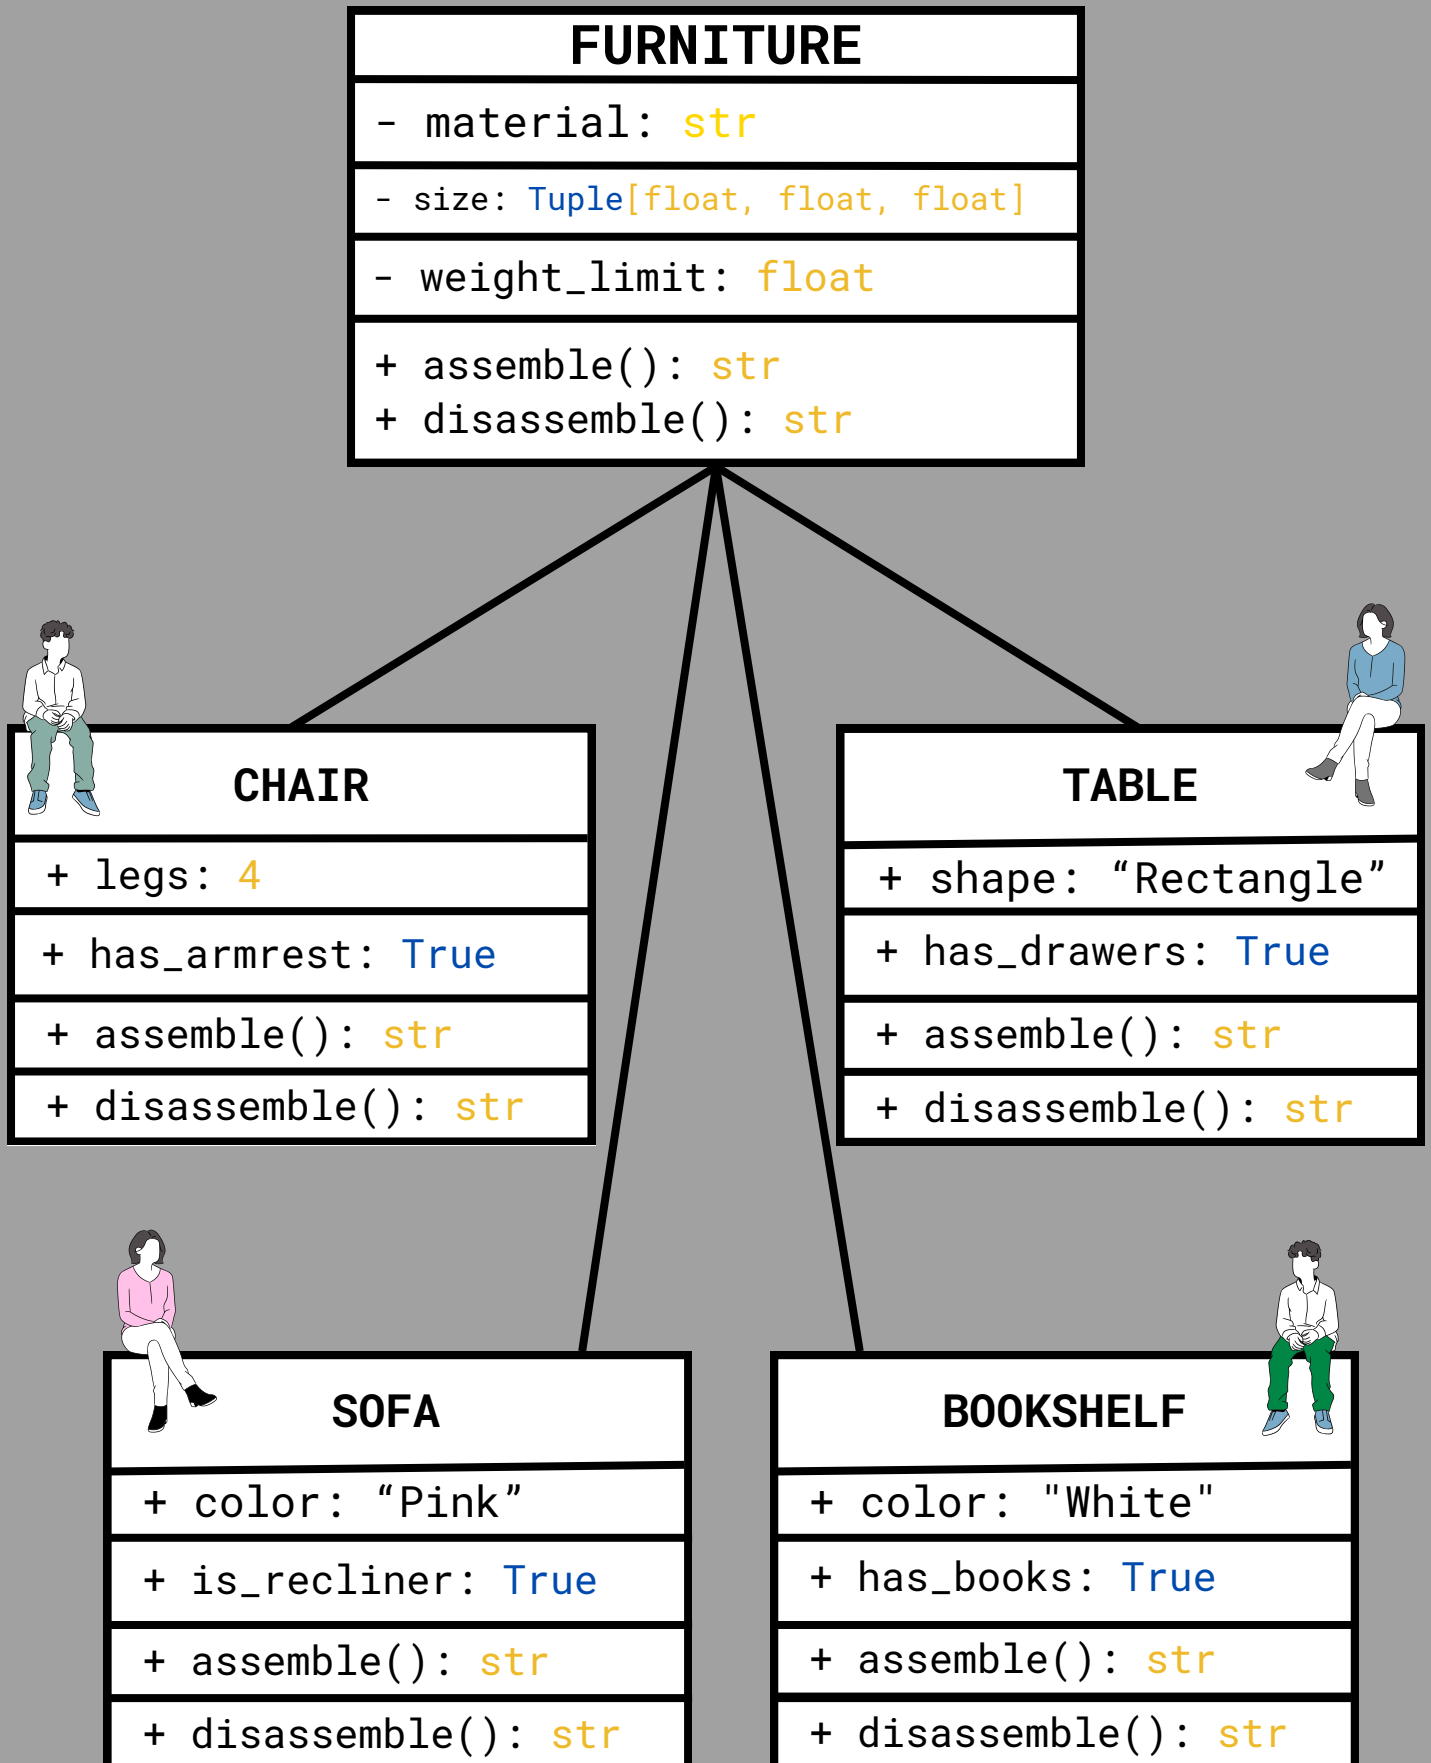 FURNITURE
- material: str
- size: Tuple[float, float, float]
- weight_limit: float
+ assemble(): str
+ disassemble(): str
CHAIR
+ legs: 4
+ has_armrest: True
+ assemble(): str
+ disassemble(): str
TABLE
+ shape: “Rectangle”
+ has_drawers: True
+ assemble(): str
+ disassemble(): str
SOFA
+ color: “Pink”
+ is_recliner: True
+ assemble(): str
+ disassemble(): str
BOOKSHELF
+ color: "White"
+ has_books: True
+ assemble(): str
+ disassemble(): str